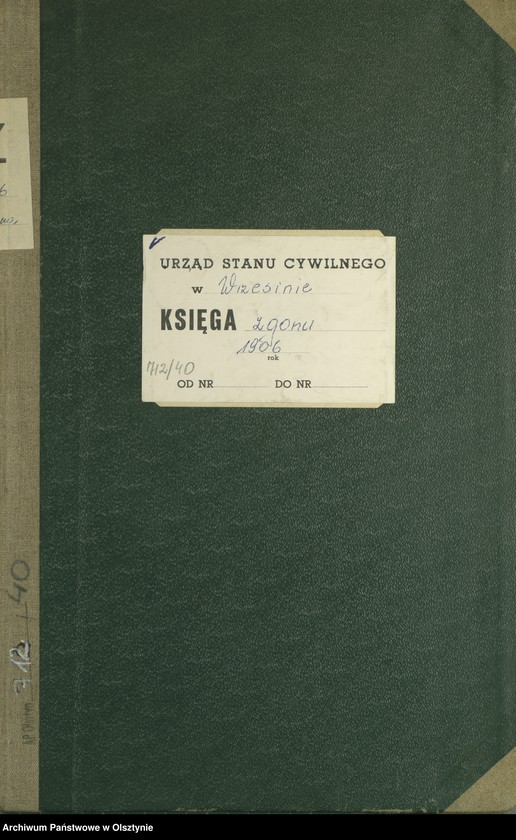 URZĄD STANU CYWILNEGO
w Wrzesinie
KSIĘGA zgonu
1906
rok
712/40
OD NR DO NR
712/40
Archiwum Państwowe w Olsztynie